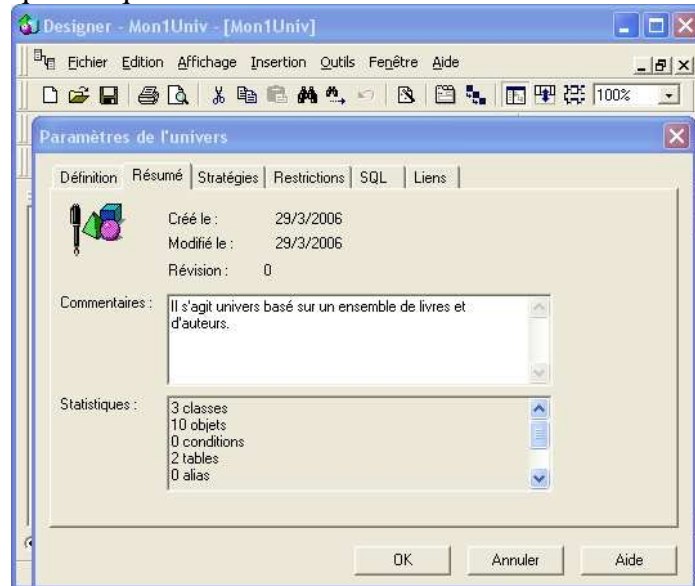 Designer - Mon1Univ - [Mon1Univ]
Fichier Edition Affichage Insertion Outils Fenêtre Aide
100%
Paramètres de l'univers
Définition Résumé Stratégies Restrictions SQL Liens
Créé le : 29/3/2006
Modifié le : 29/3/2006
Révision : 0
Commentaires : Il s'agit univers basé sur un ensemble de livres et
d'auteurs.
Statistiques : 3 classes
10 objets
0 conditions
2 tables
0 alias
OK Annuler Aide